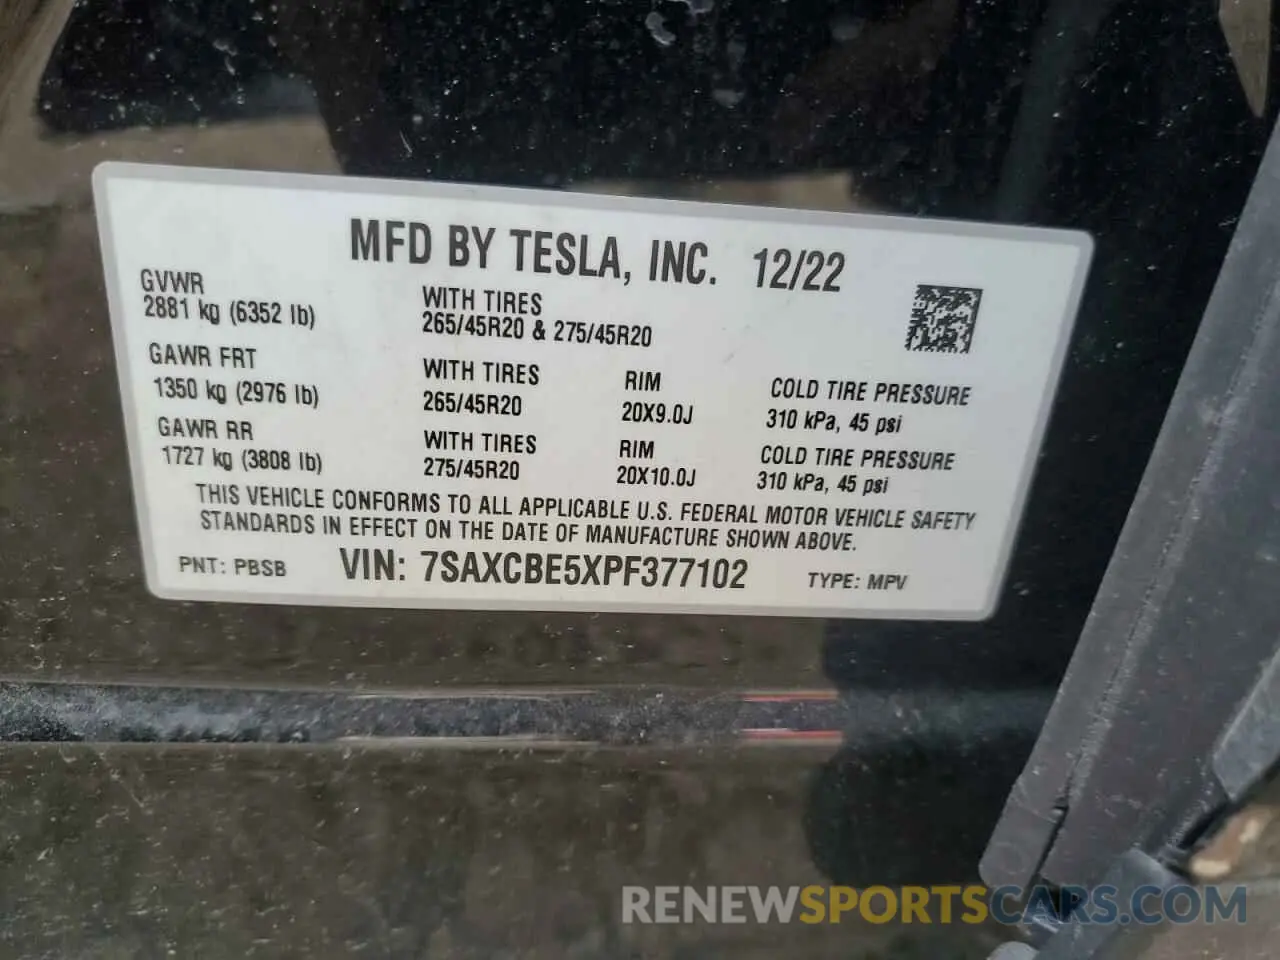 MFD BY TESLA, INC. 12/22
GVWR
2881 kg (6352 lb)
WITH TIRES
265/45R20 & 275/45R20
GAWR FRT
1350 kg (2976 lb)
WITH TIRES
265/45R20
RIM
20X9.0J
COLD TIRE PRESSURE
310 kPa, 45 psi
GAWR RR
1727 kg (3808 lb)
WITH TIRES
275/45R20
RIM
20X10.0J
COLD TIRE PRESSURE
310 kPa, 45 psi
THIS VEHICLE CONFORMS TO ALL APPLICABLE U.S. FEDERAL MOTOR VEHICLE SAFETY
STANDARDS IN EFFECT ON THE DATE OF MANUFACTURE SHOWN ABOVE.
PNT: PBSB VIN: 7SAXCBE5XPF377102 TYPE: MPV
RENEWSPORTSCARS.COM